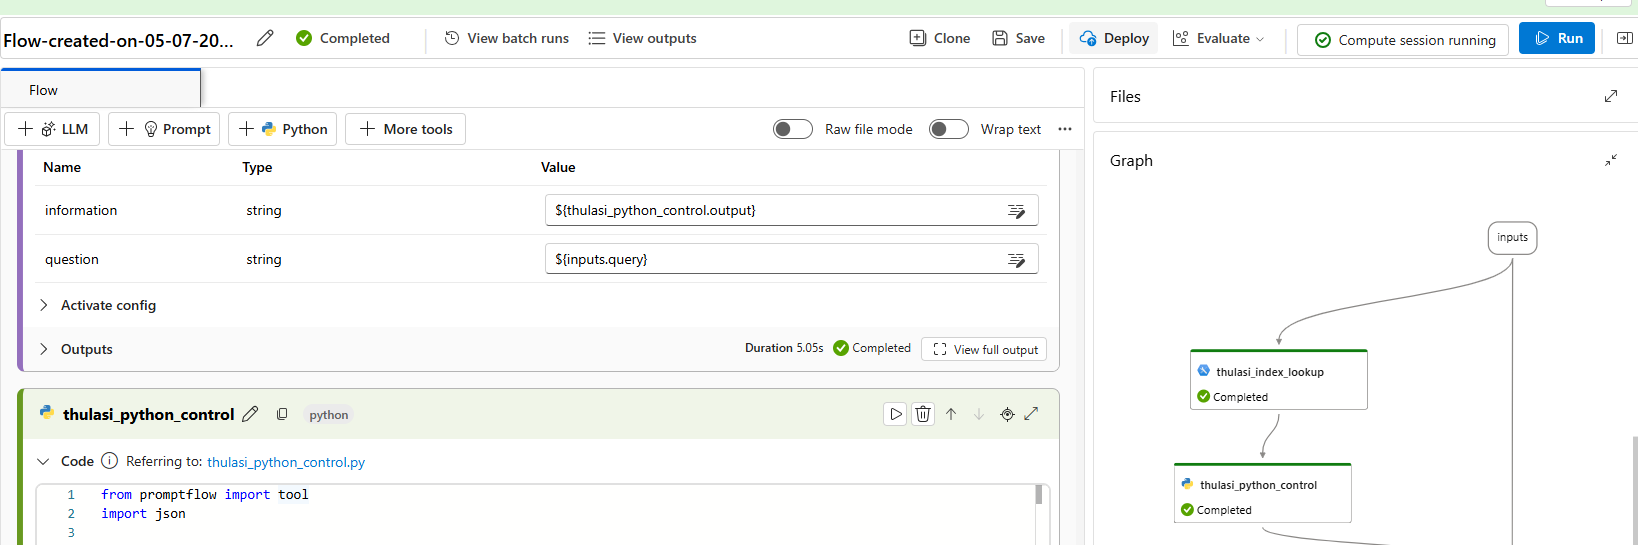 Flow-created-on-05-07-20... Completed View batch runs View outputs Clone Save Deploy Evaluate Compute session running Run
Flow
LLM Prompt Python More tools Raw file mode Wrap text ...
Name Type Value
information string ${thulasi_python_control.output}
question string ${inputs.query}
Activate config
Outputs Duration 5.05s Completed View full output
thulasi_python_control python
Code Referring to: thulasi_python_control.py
1 from promptflow import tool
2 import json
3
Files
Graph
inputs
thulasi_index_lookup
Completed
thulasi_python_control
Completed